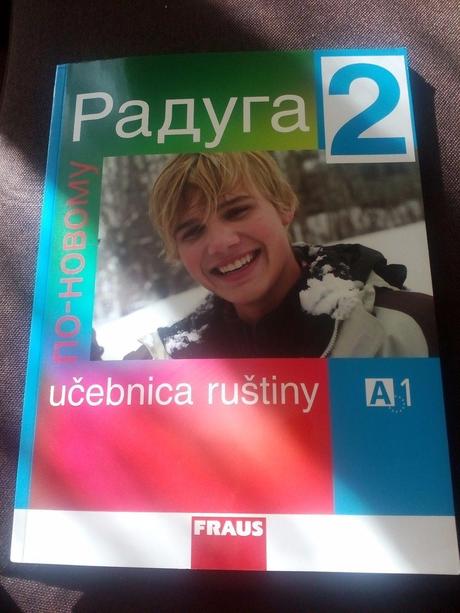 Радуга 2
по-новому
učebnica ruštiny
A1
FRAUS